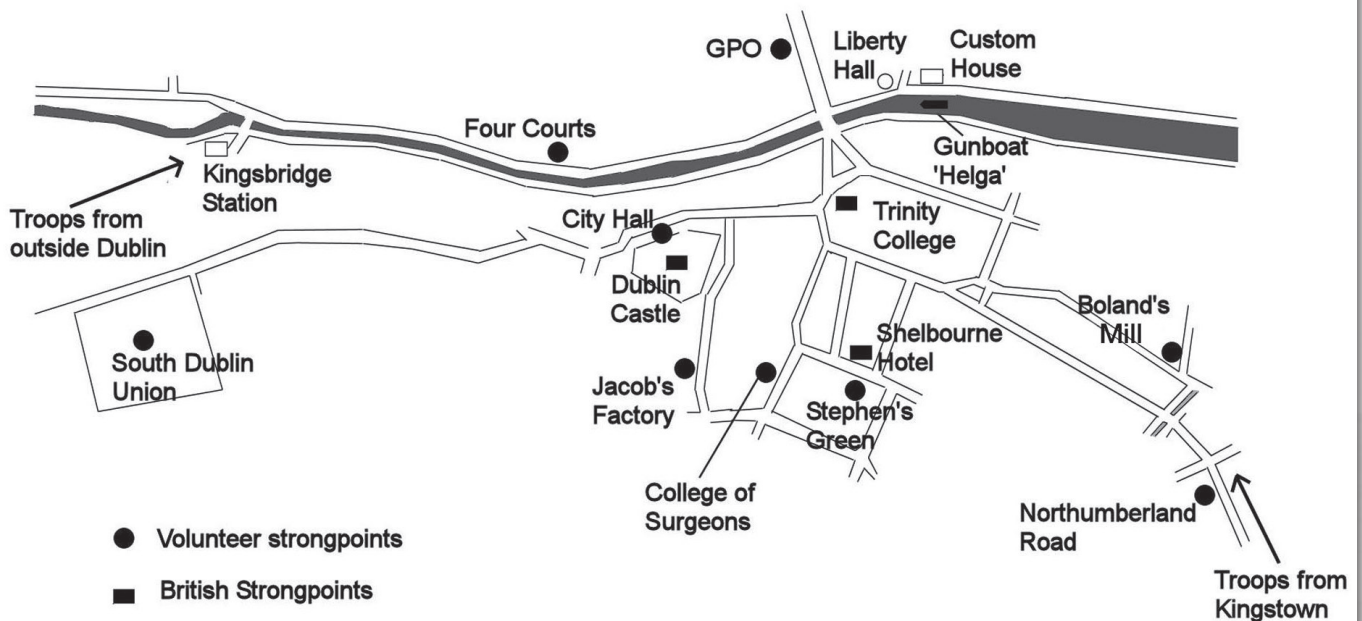 GPO
Liberty
Hall
Custom
House
Four Courts
Gunboat
'Helga'
Kingsbridge
Station
Troops from
outside Dublin
City Hall
Trinity
College
Dublin
Castle
Boland's
Mill
Shelbourne
Hotel
South Dublin
Union
Jacob's
Factory
Stephen's
Green
College of
Surgeons
Northumberland
Road
Volunteer strongpoints
British Strongpoints
Troops from
Kingstown